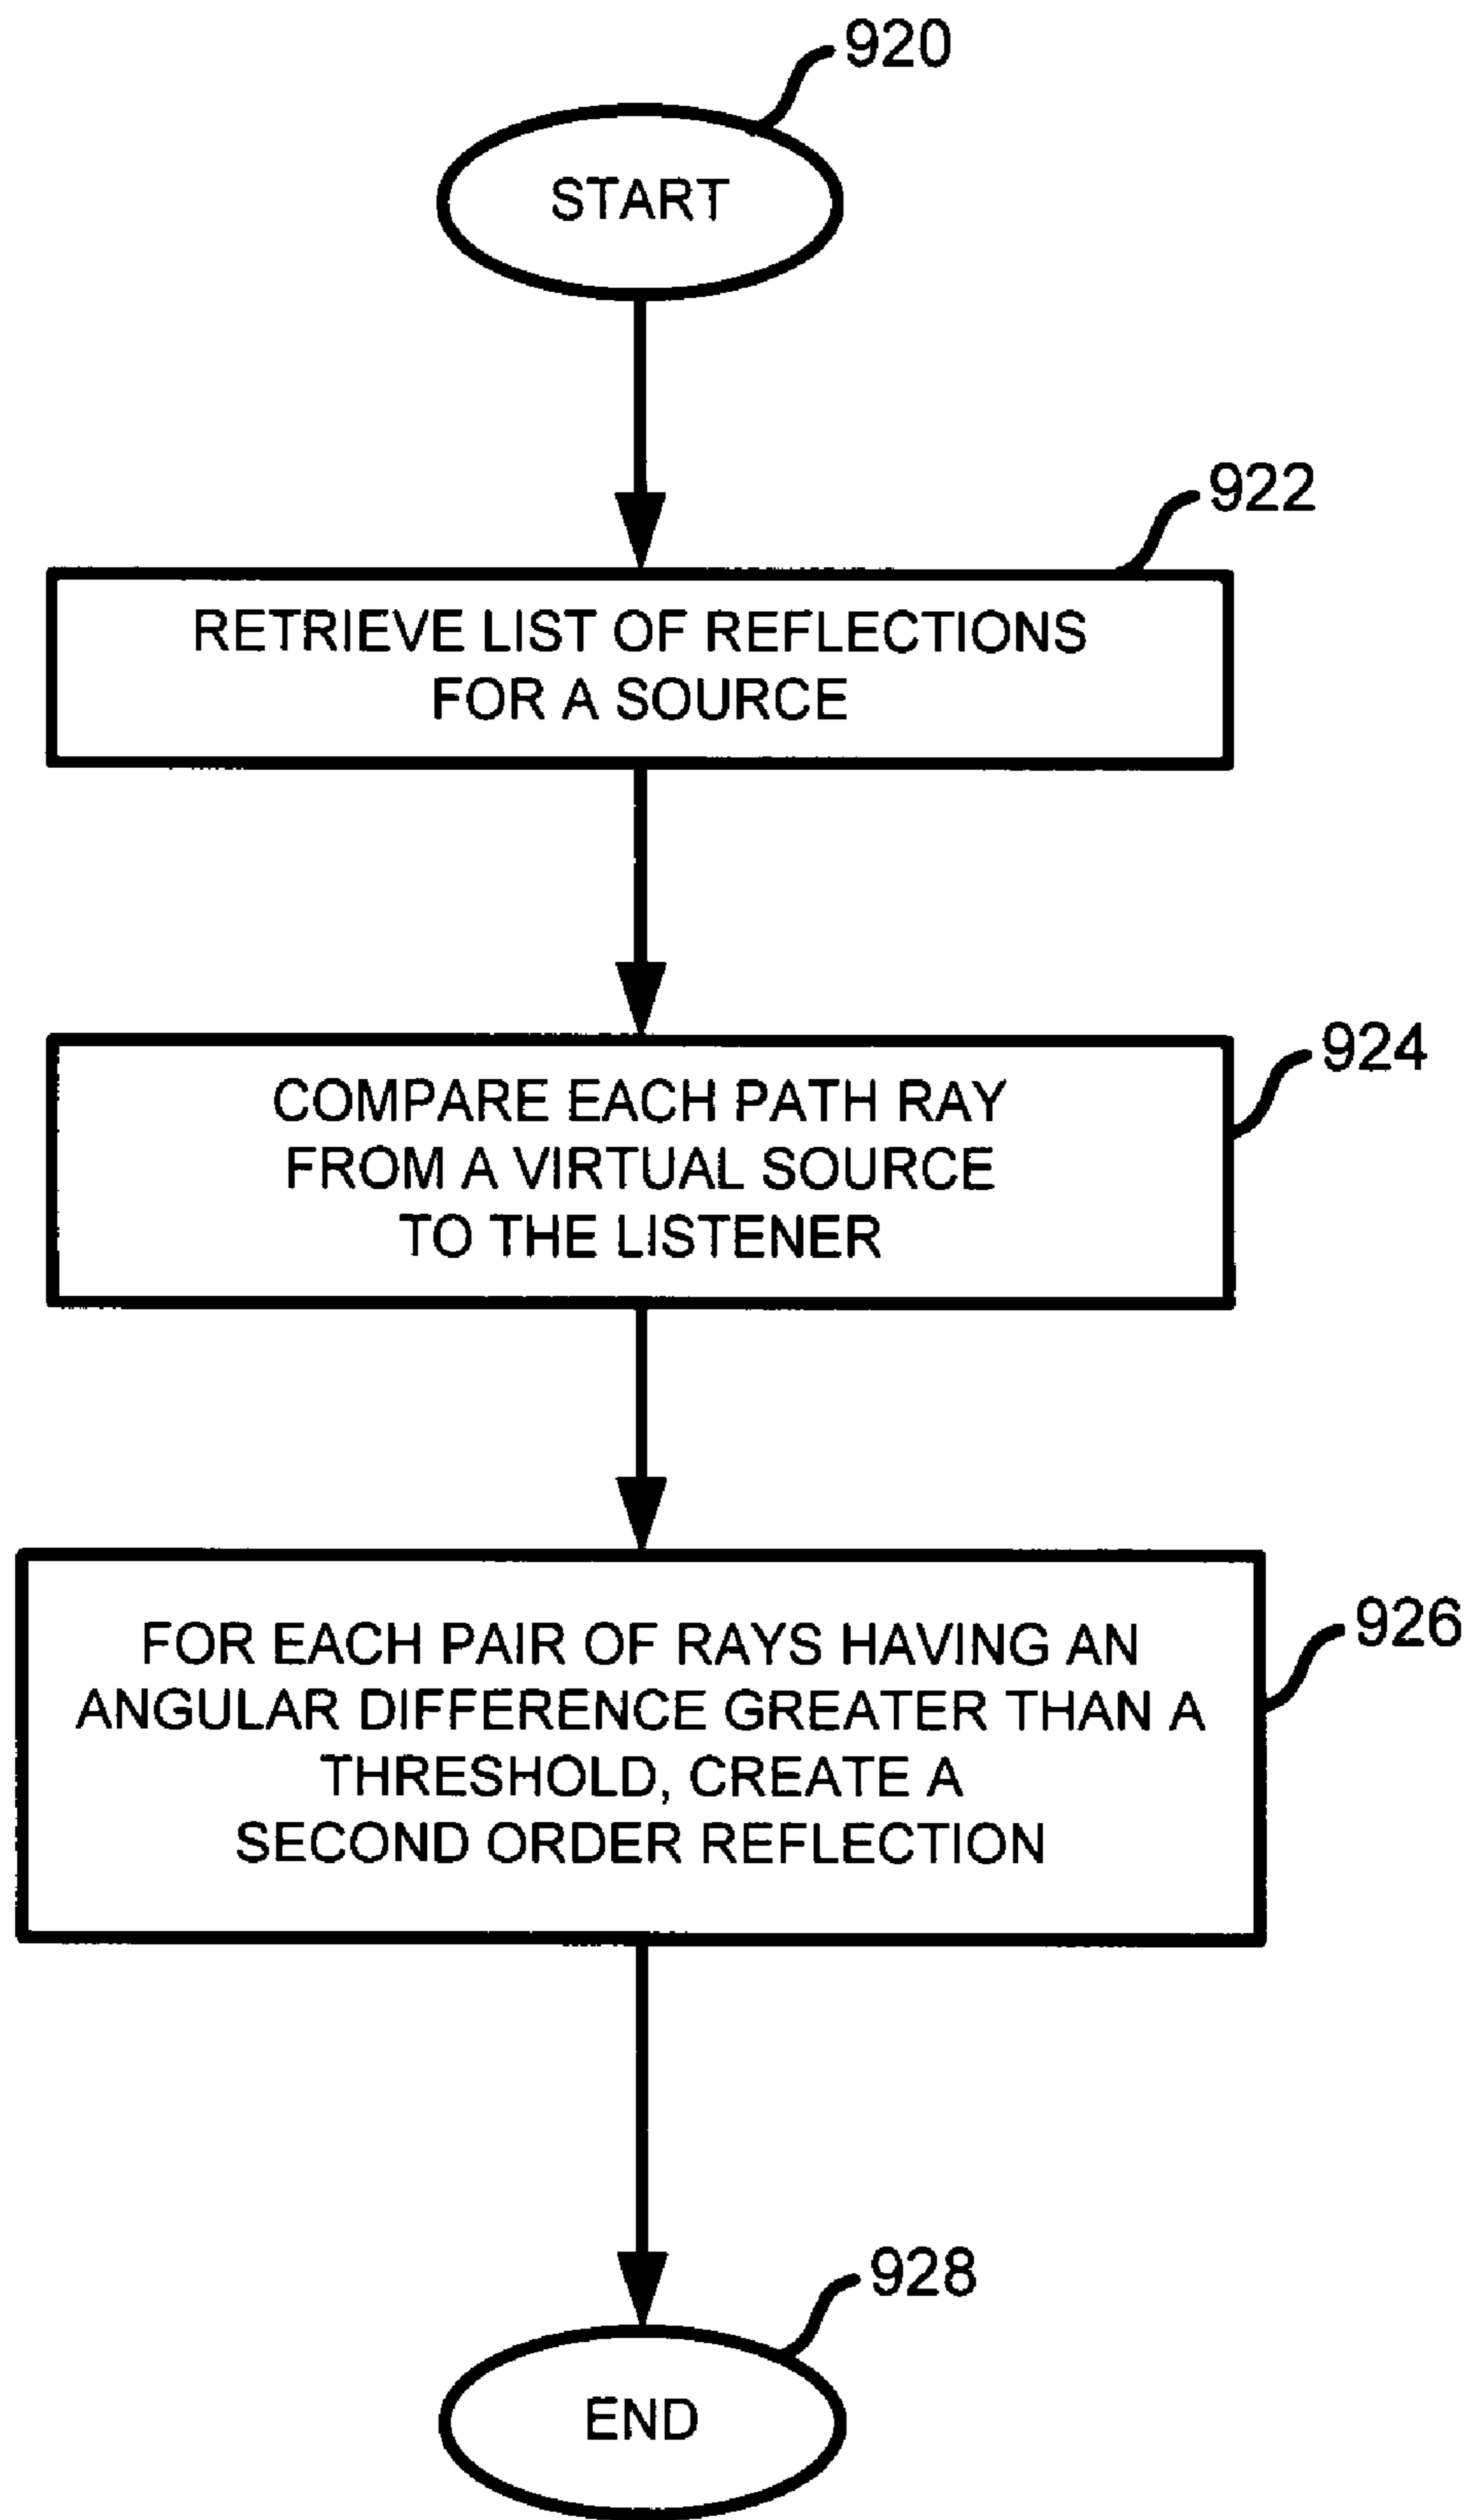 920
START
922
RETRIEVE LIST OF REFLECTIONS
FOR A SOURCE
924
COMPARE EACH PATH RAY
FROM A VIRTUAL SOURCE
TO THE LISTENER
926
FOR EACH PAIR OF RAYS HAVING AN
ANGULAR DIFFERENCE GREATER THAN A
THRESHOLD, CREATE A
SECOND ORDER REFLECTION
928
END